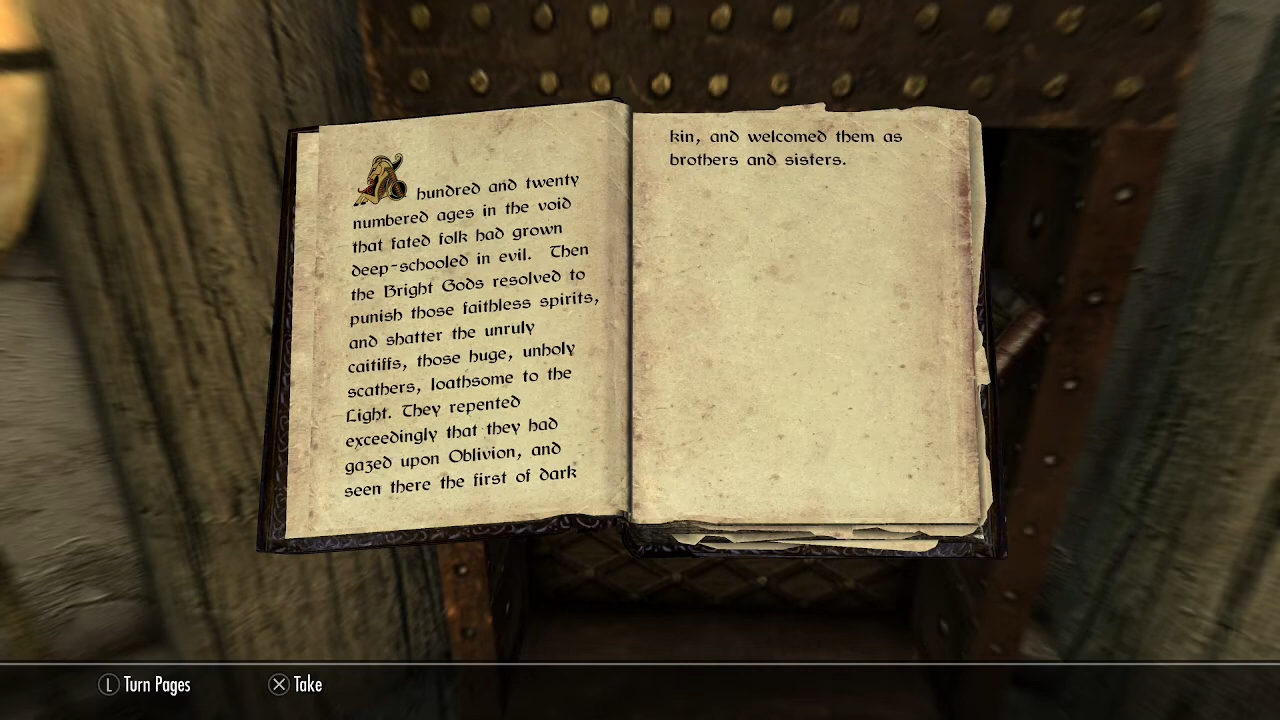 A hundred and twenty
numbered ages in the void
that fated folk had grown
deep-schooled in evil.  Then
the Bright Gods resolved to
punish those faithless spirits,
and shatter the unruly
caitiffs, those huge, unholy
scathers, loathsome to the
Light. They repented
exceedingly that they had
gazed upon Oblivion, and
seen there the first of dark
kin, and welcomed them as
brothers and sisters.
L Turn Pages
X Take